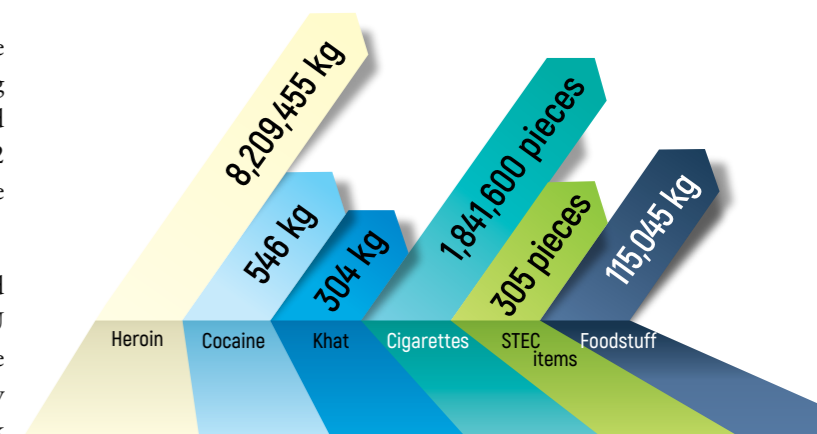 8,209,455 kg
546 kg
304 kg
1,841,600 pieces
305 pieces
115,045 kg
Heroin
Cocaine
Khat
Cigarettes
STEC
items
Foodstuff